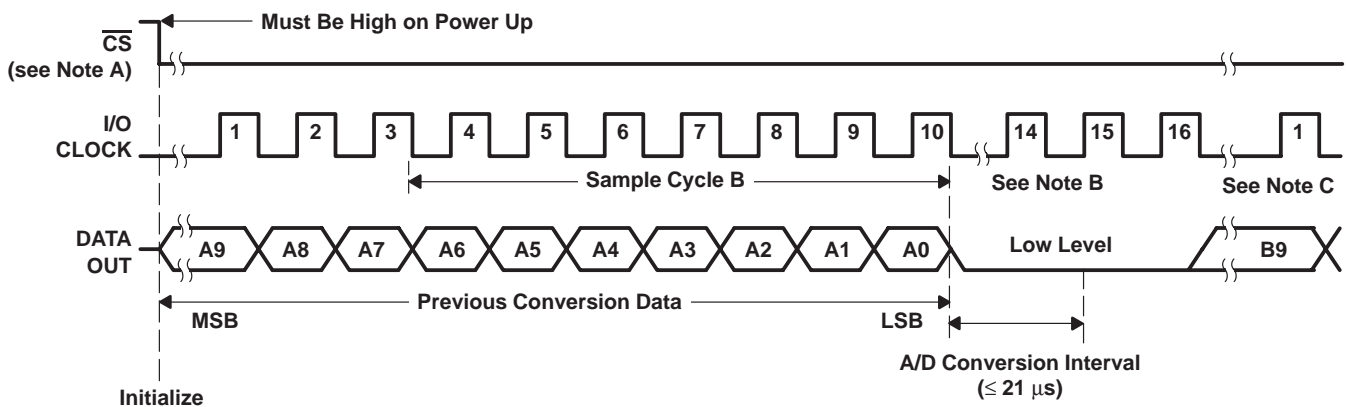 Must Be High on Power Up
CS
(see Note A)
I/O
CLOCK
1 2 3 4 5 6 7 8 9 10 14 15 16 1
Sample Cycle B
See Note B
See Note C
DATA
OUT
A9 A8 A7 A6 A5 A4 A3 A2 A1 A0 Low Level B9
Previous Conversion Data
MSB
LSB
A/D Conversion Interval
(≤ 21 μs)
Initialize